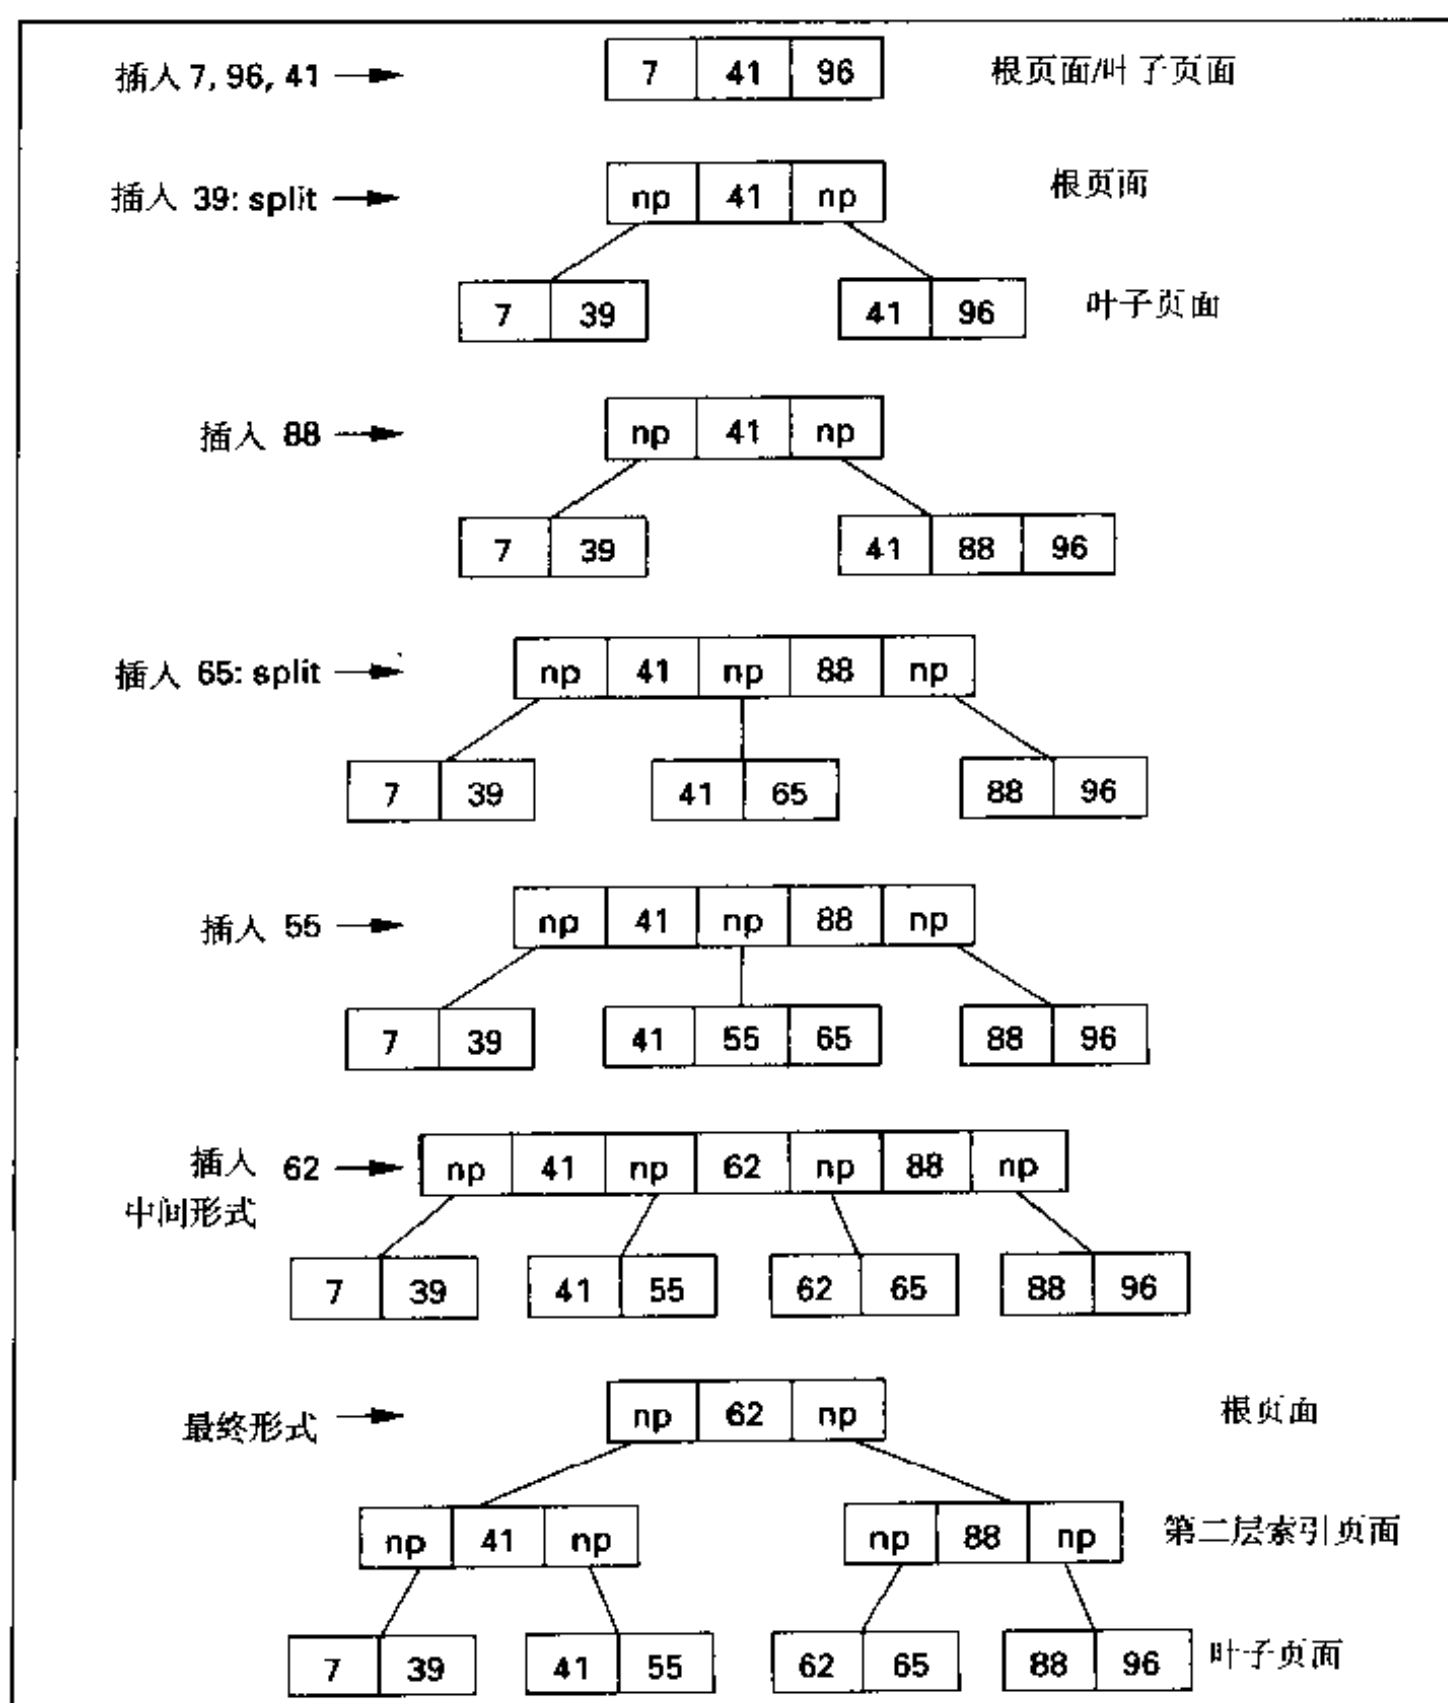 插入 7, 96, 41
7 41 96
根页面/叶子页面
插入 39: split
np 41 np
根页面
7 39
41 96
叶子页面
插入 88
np 41 np
7 39
41 88 96
插入 65: split
np 41 np 88 np
7 39
41 65
88 96
插入 55
np 41 np 88 np
7 39
41 55 65
88 96
插入 62
中间形式
np 41 np 62 np 88 np
7 39
41 55
62 65
88 96
最终形式
np 62 np
根页面
np 41 np
np 88 np
第二层索引页面
7 39
41 55
62 65
88 96
叶子页面